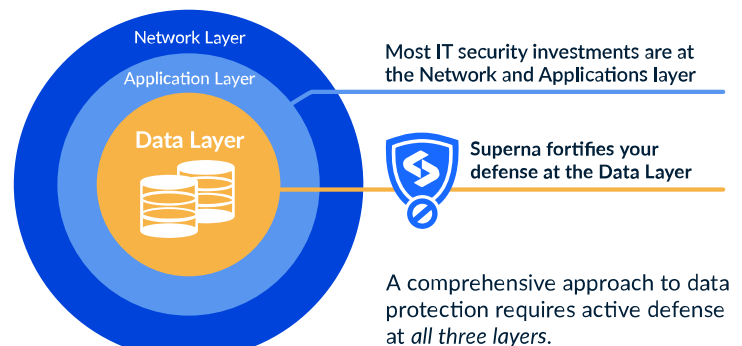 Network Layer
Application Layer
Data Layer
Most IT security investments are at
the Network and Applications layer
Superna fortifies your
defense at the Data Layer
A comprehensive approach to data
protection requires active defense
at all three layers.